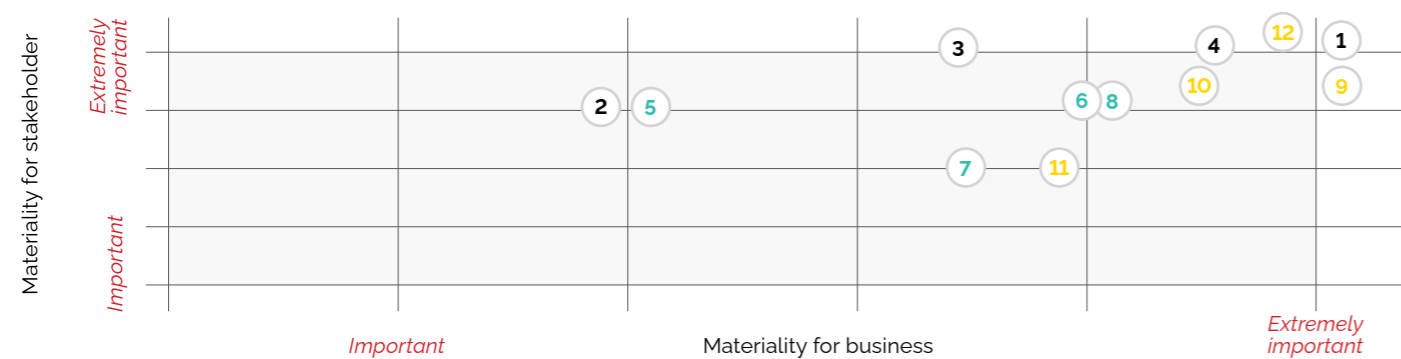 Materiality for stakeholder
Extremely
important
Important
12
1
3
4
10
9
2
5
6
8
7
11
Important
Materiality for business
Extremely
important